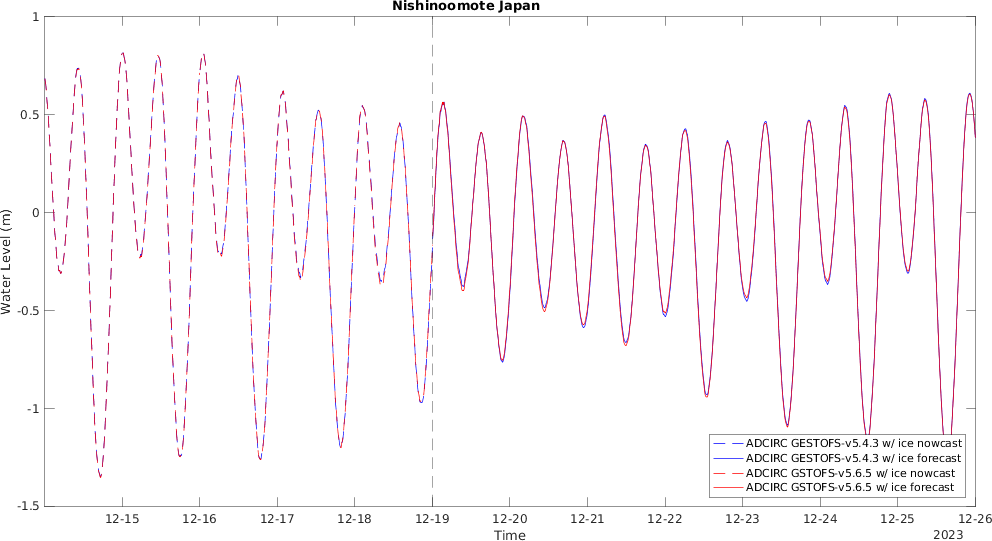 Nishinoomote Japan
1
0.5
0
-0.5
-1
-1.5
Water Level (m)
12-15 12-16 12-17 12-18 12-19 12-20 12-21 12-22 12-23 12-24 12-25 12-26
Time
2023
ADCIRC GESTOFS-v5.4.3 w/ ice nowcast
ADCIRC GESTOFS-v5.4.3 w/ ice forecast
ADCIRC GSTOFS-v5.6.5 w/ ice nowcast
ADCIRC GSTOFS-v5.6.5 w/ ice forecast